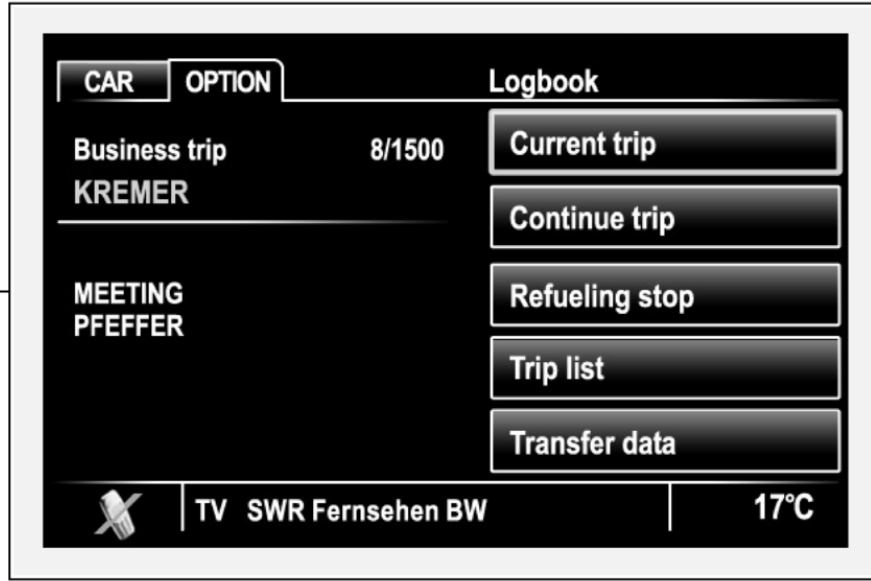 CAR OPTION Logbook
Business trip 8/1500
KREMER
MEETING
PFEFFER
Current trip
Continue trip
Refueling stop
Trip list
Transfer data
TV SWR Fernsehen BW 17°C